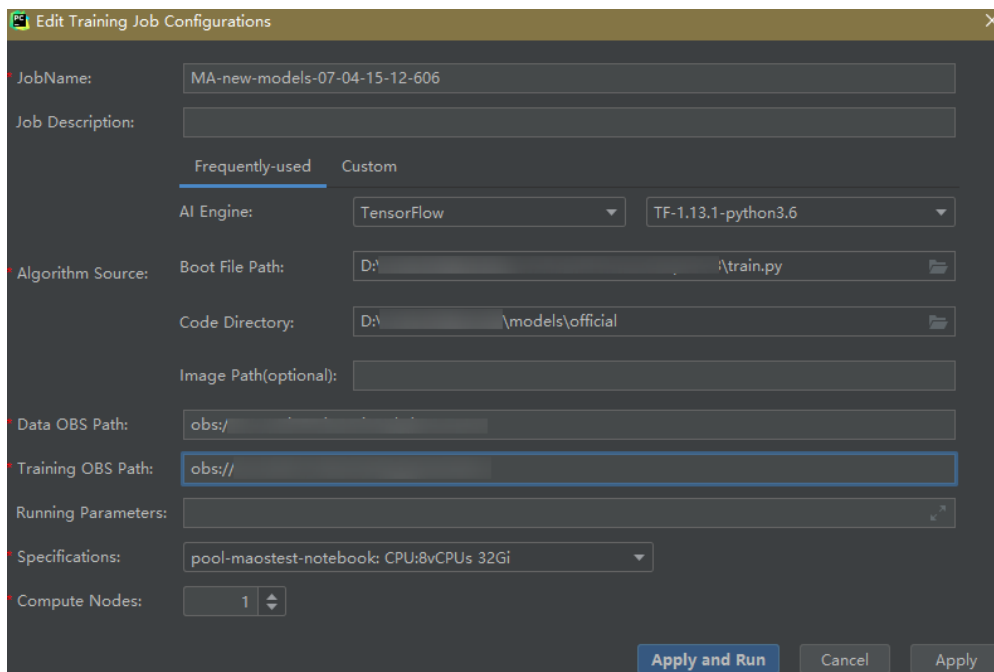 PC Edit Training Job Configurations
* JobName: MA-new-models-07-04-15-12-606
Job Description:
Frequently-used Custom
AI Engine: TensorFlow TF-1.13.1-python3.6
* Algorithm Source:
Boot File Path: D:\ \train.py
Code Directory: D:\ \models\official
Image Path(optional):
* Data OBS Path: obs:/
* Training OBS Path: obs://
Running Parameters:
* Specifications: pool-maostest-notebook: CPU:8vCPUs 32Gi
* Compute Nodes: 1
Apply and Run Cancel Apply